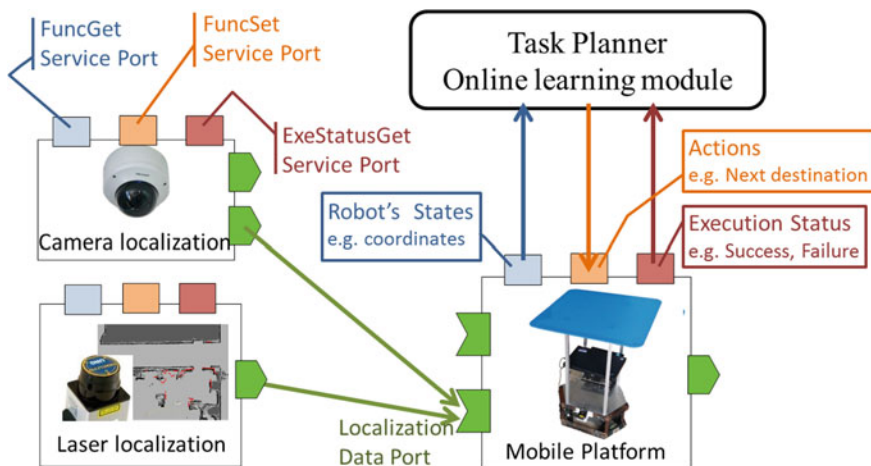 FuncGet
Service Port
FuncSet
Service Port
ExeStatusGet
Service Port
Task Planner
Online learning module
Actions
e.g. Next destination
Robot's States
e.g. coordinates
Execution Status
e.g. Success, Failure
Camera localization
Laser localization
Localization
Data Port
Mobile Platform